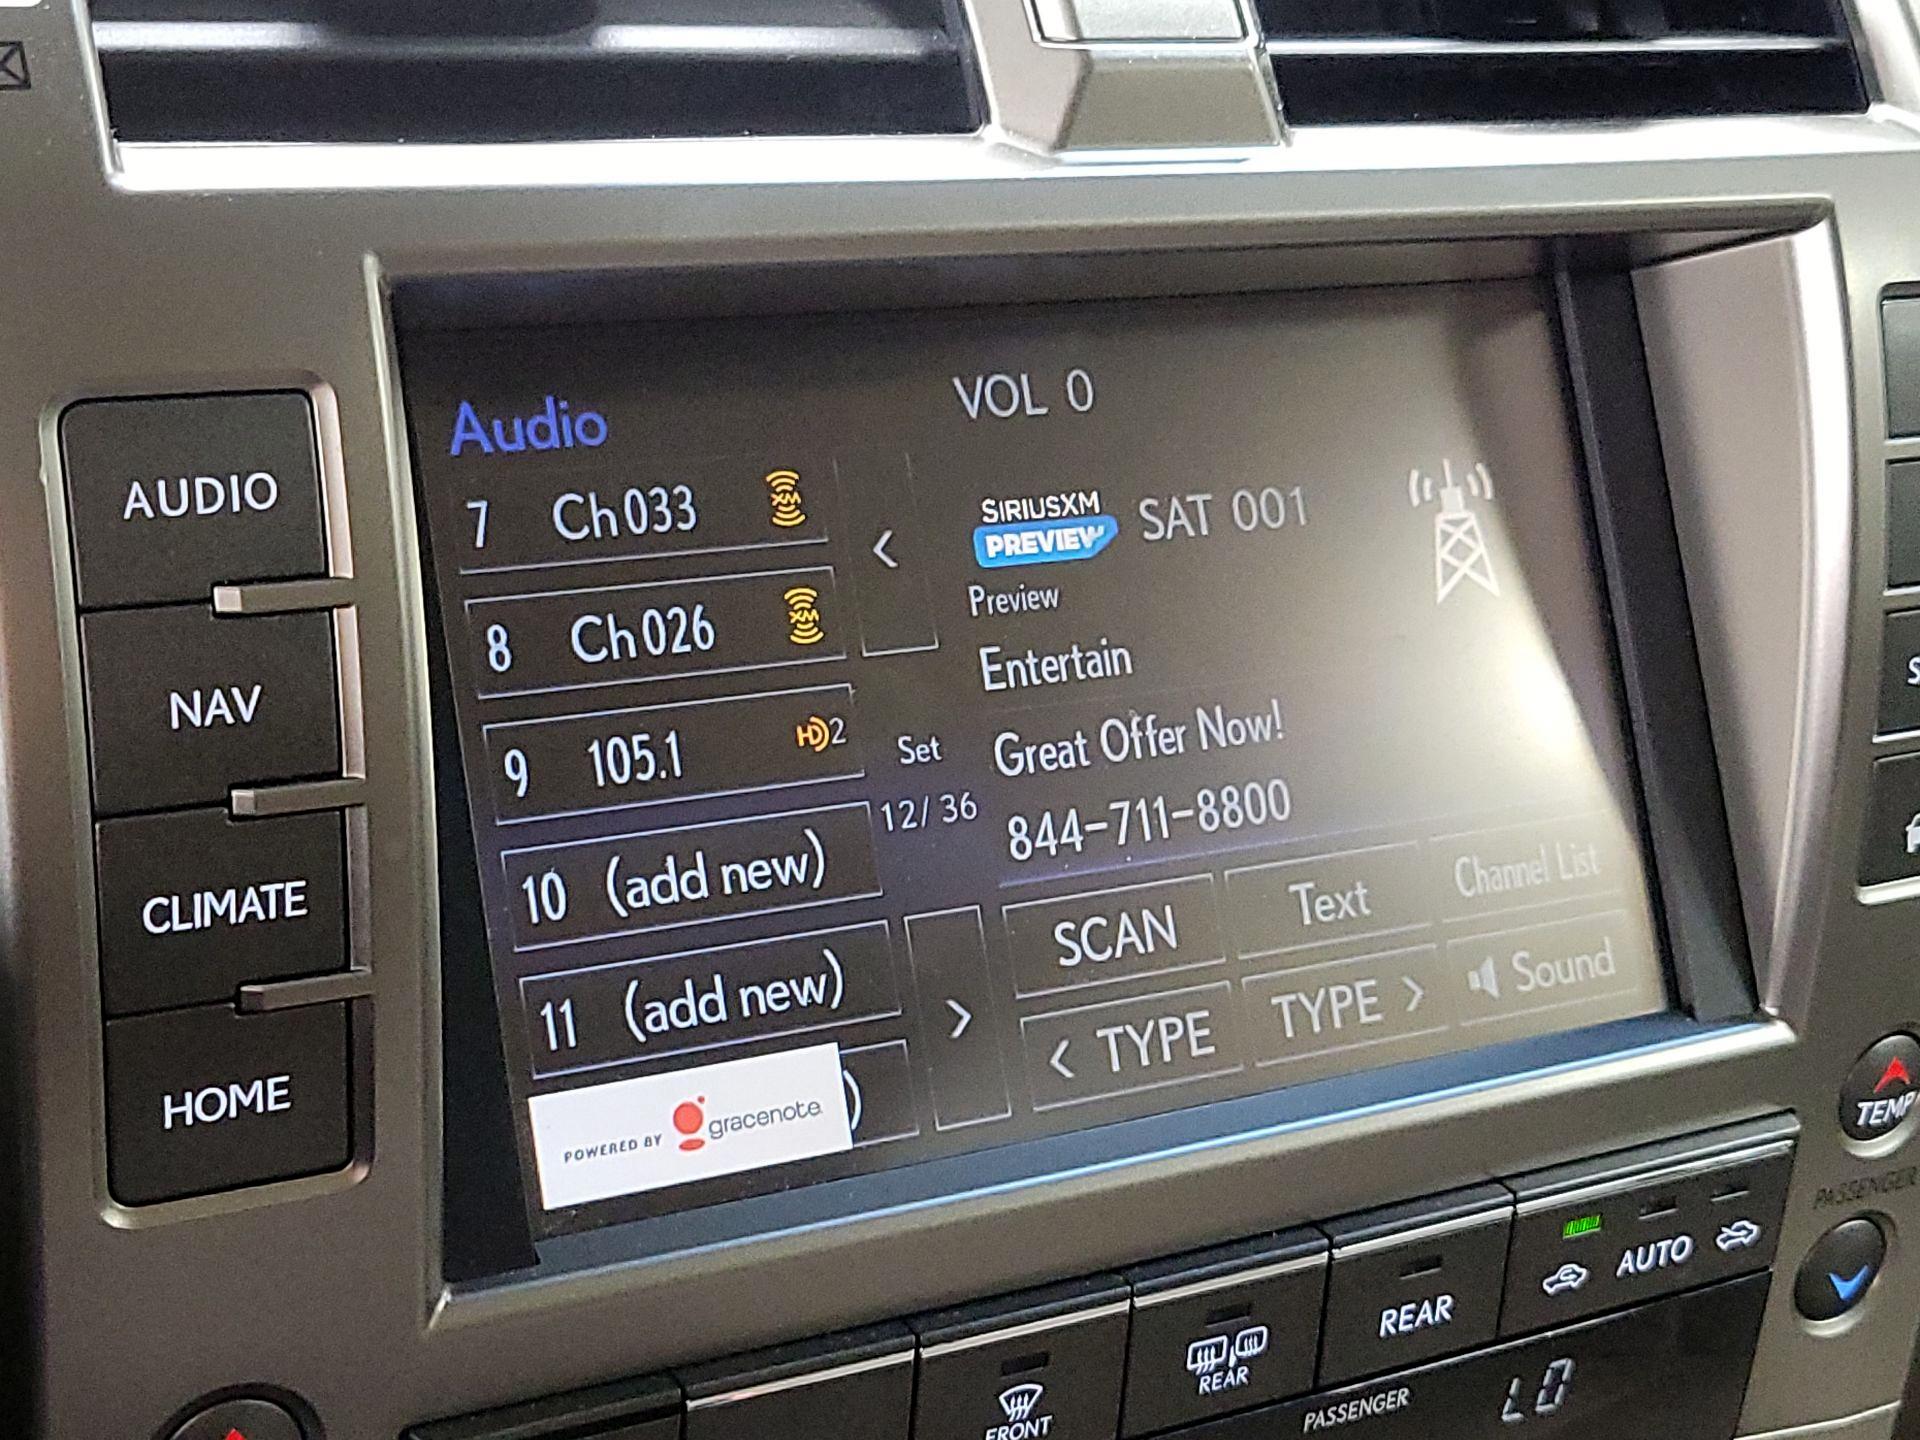 Audio
VOL 0
7 Ch033 XM
8 Ch026 XM
9 105.1 HD2
10 (add new)
11 (add new)
)
POWERED BY gracenote
<
Set
12/36
>
SIRIUSXM
PREVIEW
SAT 001
Preview
Entertain
Great Offer Now!
844-711-8800
SCAN
Text
Channel List
< TYPE
TYPE >
Sound
AUDIO
NAV
CLIMATE
HOME
TEMP
PASSENGER
FRONT
REAR
REAR
AUTO
PASSENGER LO